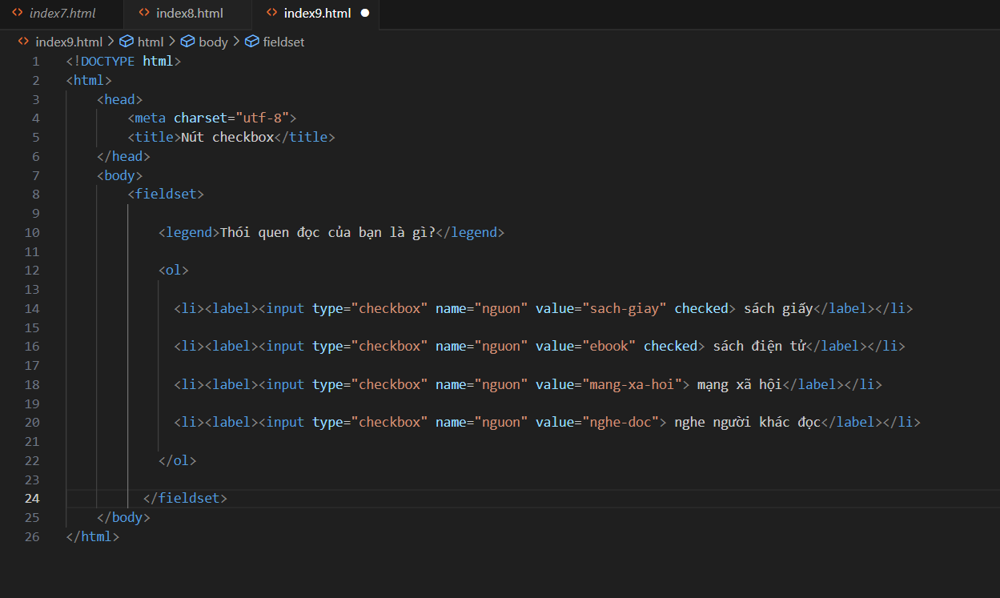 index7.html index8.html index9.html
index9.html > html > body > fieldset
1 <!DOCTYPE html>
2 <html>
3 <head>
4 <meta charset="utf-8">
5 <title>Nút checkbox</title>
6 </head>
7 <body>
8 <fieldset>
9
10 <legend>Thói quen đọc của bạn là gì?</legend>
11
12 <ol>
13
14 <li><label><input type="checkbox" name="nguon" value="sach-giay" checked> sách giấy</label></li>
15
16 <li><label><input type="checkbox" name="nguon" value="ebook" checked> sách điện tử</label></li>
17
18 <li><label><input type="checkbox" name="nguon" value="mang-xa-hoi"> mạng xã hội</label></li>
19
20 <li><label><input type="checkbox" name="nguon" value="nghe-doc"> nghe người khác đọc</label></li>
21
22 </ol>
23
24 </fieldset>
25 </body>
26 </html>